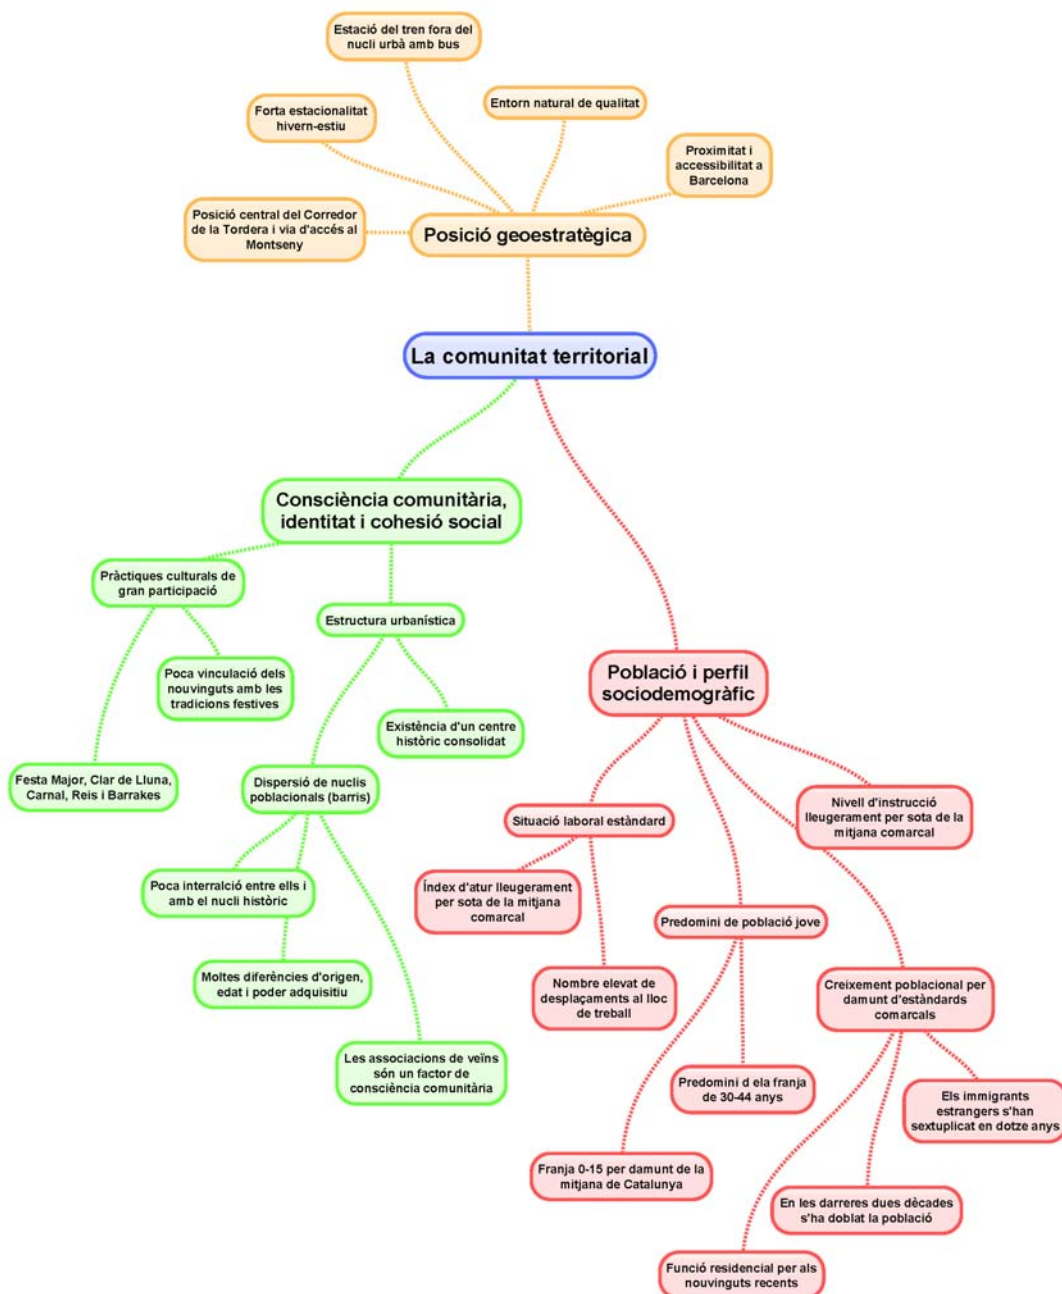 Estació del tren fora del
nucli urbà amb bus
Entorn natural de qualitat
Forta estacionalitat
hivern-estiu
Proximitat i
accessibilitat a
Barcelona
Posició central del Corredor
de la Tordera i via d'accés al
Montseny
Posició geoestratègica
La comunitat territorial
Consciència comunitària,
identitat i cohesió social
Pràctiques culturals de
gran participació
Estructura urbanística
Poca vinculació dels
nouvinguts amb les
tradicions festives
Existència d'un centre
històric consolidat
Festa Major, Clar de Lluna,
Carnal, Reis i Barrakes
Dispersió de nuclis
poblacionals (barris)
Poca interralció entre ells i
amb el nucli històric
Moltes diferències d'origen,
edat i poder adquisitiu
Les associacions de veïns
són un factor de
consciència comunitària
Població i perfil
sociodemogràfic
Nivell d'instrucció
lleugerament per sota de la
mitjana comarcal
Situació laboral estàndard
Índex d'atur lleugerament
per sota de la mitjana
comarcal
Predomini de població jove
Nombre elevat de
desplaçaments al lloc
de treball
Creixement poblacional per
damunt d'estàndards
comarcals
Predomini d ela franja
de 30-44 anys
Els immigrants
estrangers s'han
sextuplicat en dotze anys
Franja 0-15 per damunt de la
mitjana de Catalunya
En les darreres dues dècades
s'ha doblat la població
Funció residencial per als
nouvinguts recents